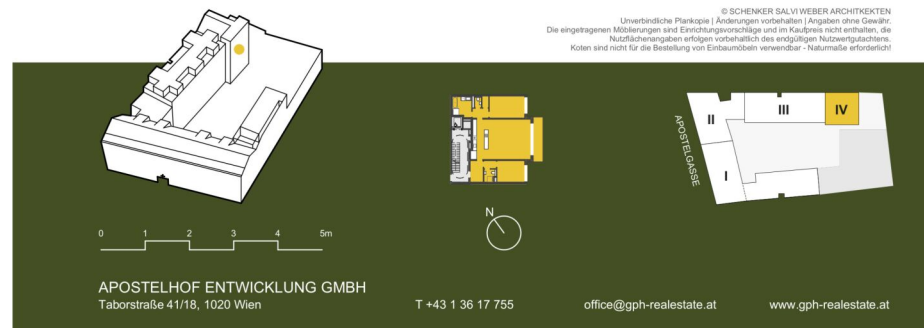 © SCHENKER SALVI WEBER ARCHITKEKTEN
Unverbindliche Plankopie | Änderungen vorbehalten | Angaben ohne Gewähr.
Die eingetragenen Möblierungen sind Einrichtungsvorschläge und im Kaufpreis nicht enthalten, die
Nutzflächenangaben erfolgen vorbehaltlich des endgültigen Nutzwertgutachtens.
Koten sind nicht für die Bestellung von Einbaumöbeln verwendbar - Naturmaße erforderlich!
II
III
IV
APOSTELGASSE
I
N
0 1 2 3 4 5m
APOSTELHOF ENTWICKLUNG GMBH
Taborstraße 41/18, 1020 Wien
T +43 1 36 17 755
office@gph-realestate.at
www.gph-realestate.at